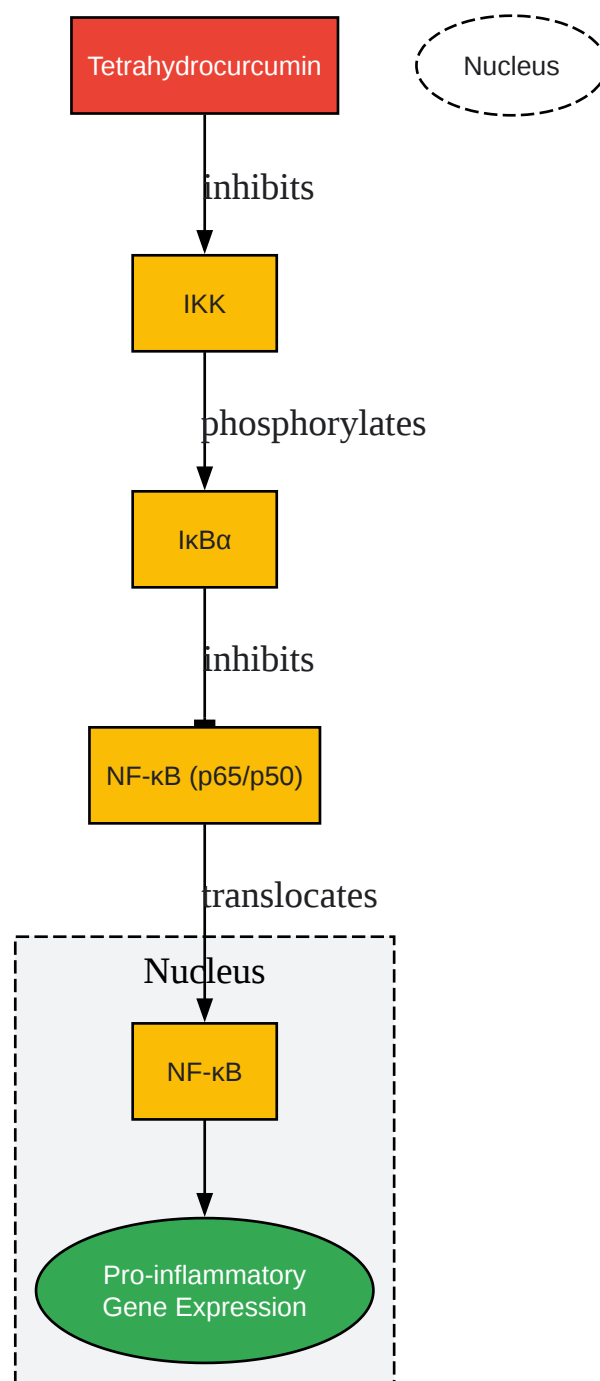 Tetrahydrocurcumin
Nucleus
inhibits
IKK
phosphorylates
IκBα
inhibits
NF-κB (p65/p50)
translocates
Nucleus
NF-κB
Pro-inflammatory
Gene Expression